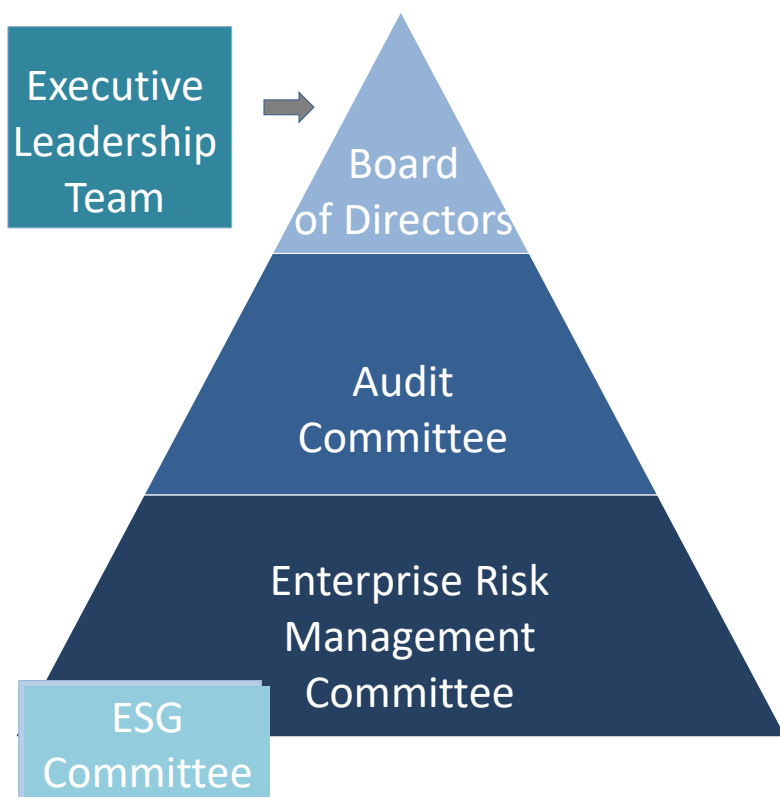 Executive
Leadership
Team
Board
of Directors
Audit
Committee
Enterprise Risk
Management
Committee
ESG
Committee